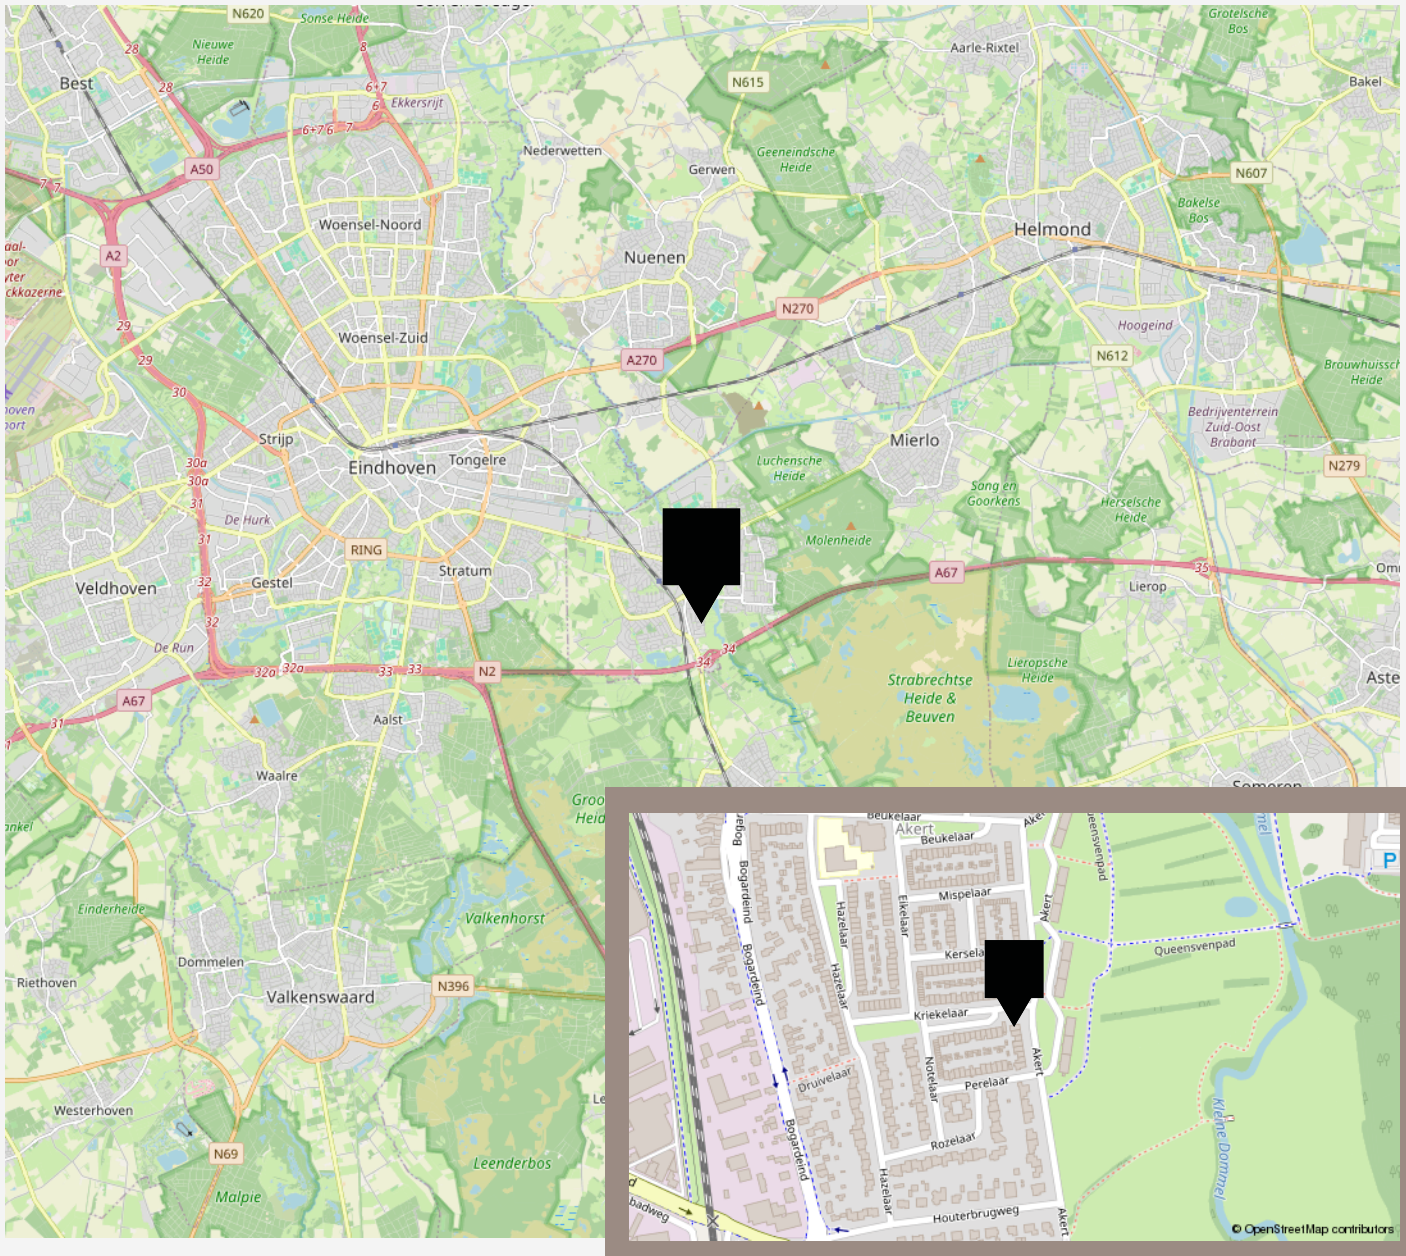 N620
Sonse Heide
Grotelsche
Bos
28
8
Nieuwe
Heide
Aarle-Rixtel
Best
28
6+7
N615
Bakel
6
Ekkersrijt
6+7 6
7
Nederwetten
Geeneindsche
Heide
A50
Gerwen
N607
7
7
Bakelse
Bos
Woensel-Noord
Helmond
A2
Nuenen
29
N270
Hoogeind
Woensel-Zuid
29
A270
N612
30
Strijp
Mierlo
Bedrijventerrein
Zuid-Oost
Brabant
30a
Eindhoven
Tongelre
Luchensche
Heide
N279
30a
31
Sang en
Goorkens
Herselsche
Heide
De Hurk
31
RING
Molenheide
Veldhoven
32
Gestel
Stratum
A67
35
Lierop
32
De Run
32a
32a
33
33
N2
34
34
Strabrechtse
Heide &
Beuven
Lieropsche
Heide
A67
31
Aalst
Waalre
Someren
Einderheide
Valkenhorst
Dommelen
Riethoven
Valkenswaard
N396
Westerhoven
N69
Leenderbos
Malpie
Beukelaar
Akert
Beukelaar
Mispelaar
Akert
Bogardeind
Hazelaar
Eikelaar
Queensvenpad
Bogardeind
Hazelaar
Kriekelaar
Druivelaar
Notelaar
Perelaar
Akert
Rozelaar
Bogardeind
Hazelaar
Houterbrugweg
Akert
Kleine Dommel
badweg
P
© OpenStreetMap contributors